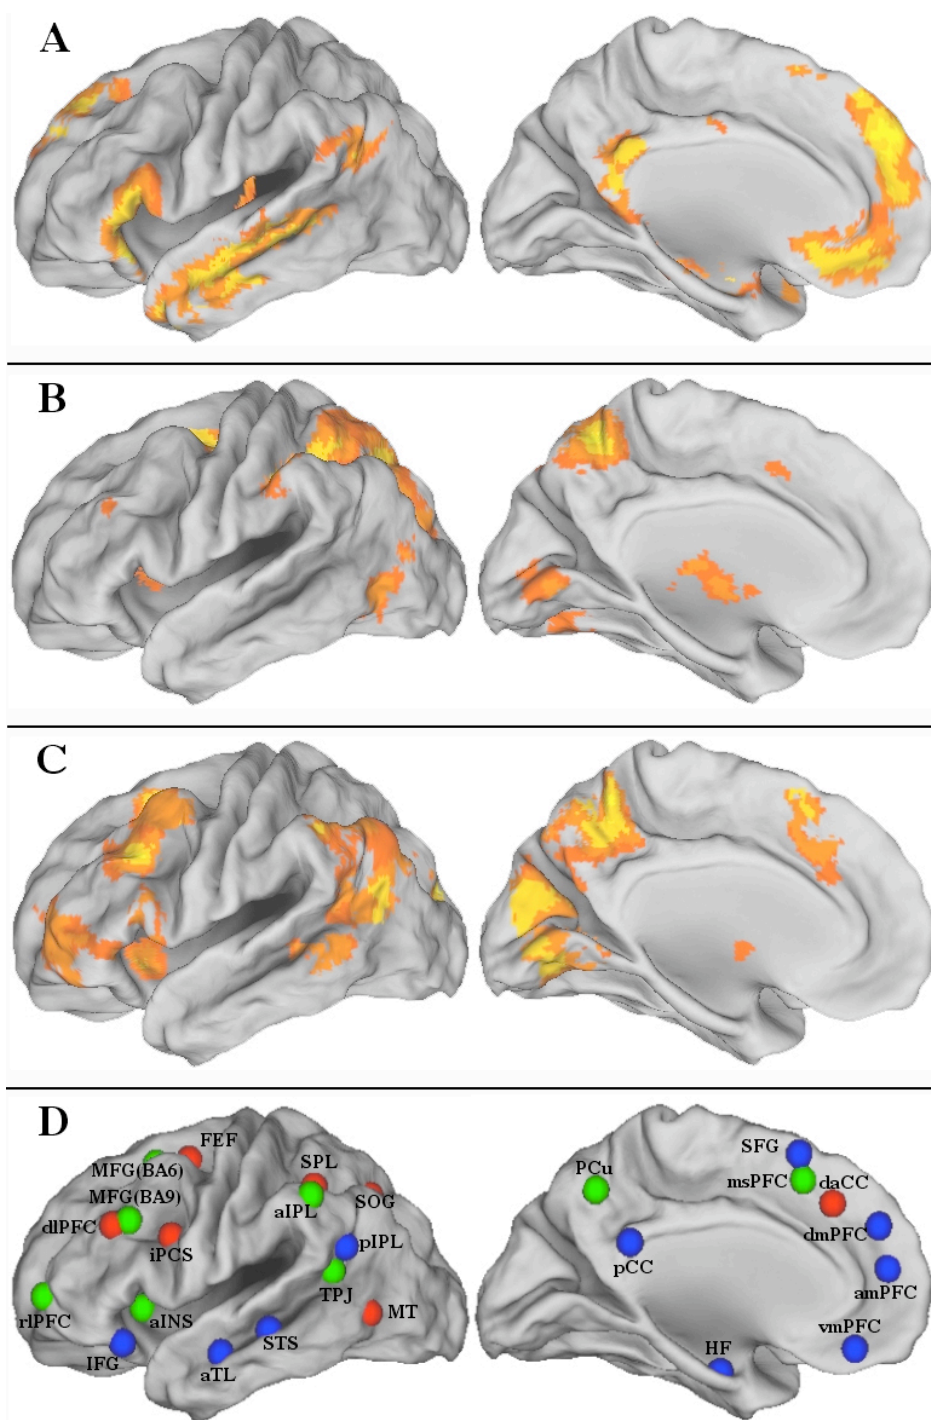 A
B
C
D
FEF
MFG(BA6)
MFG(BA9)
dlPFC
iPCS
SPL
aIPL
SOG
pIPL
TPJ
MT
rlPFC
aINS
IFG
aTL
STS
SFG
PCu
msPFC
daCC
dmPFC
pCC
amPFC
vmPFC
HF